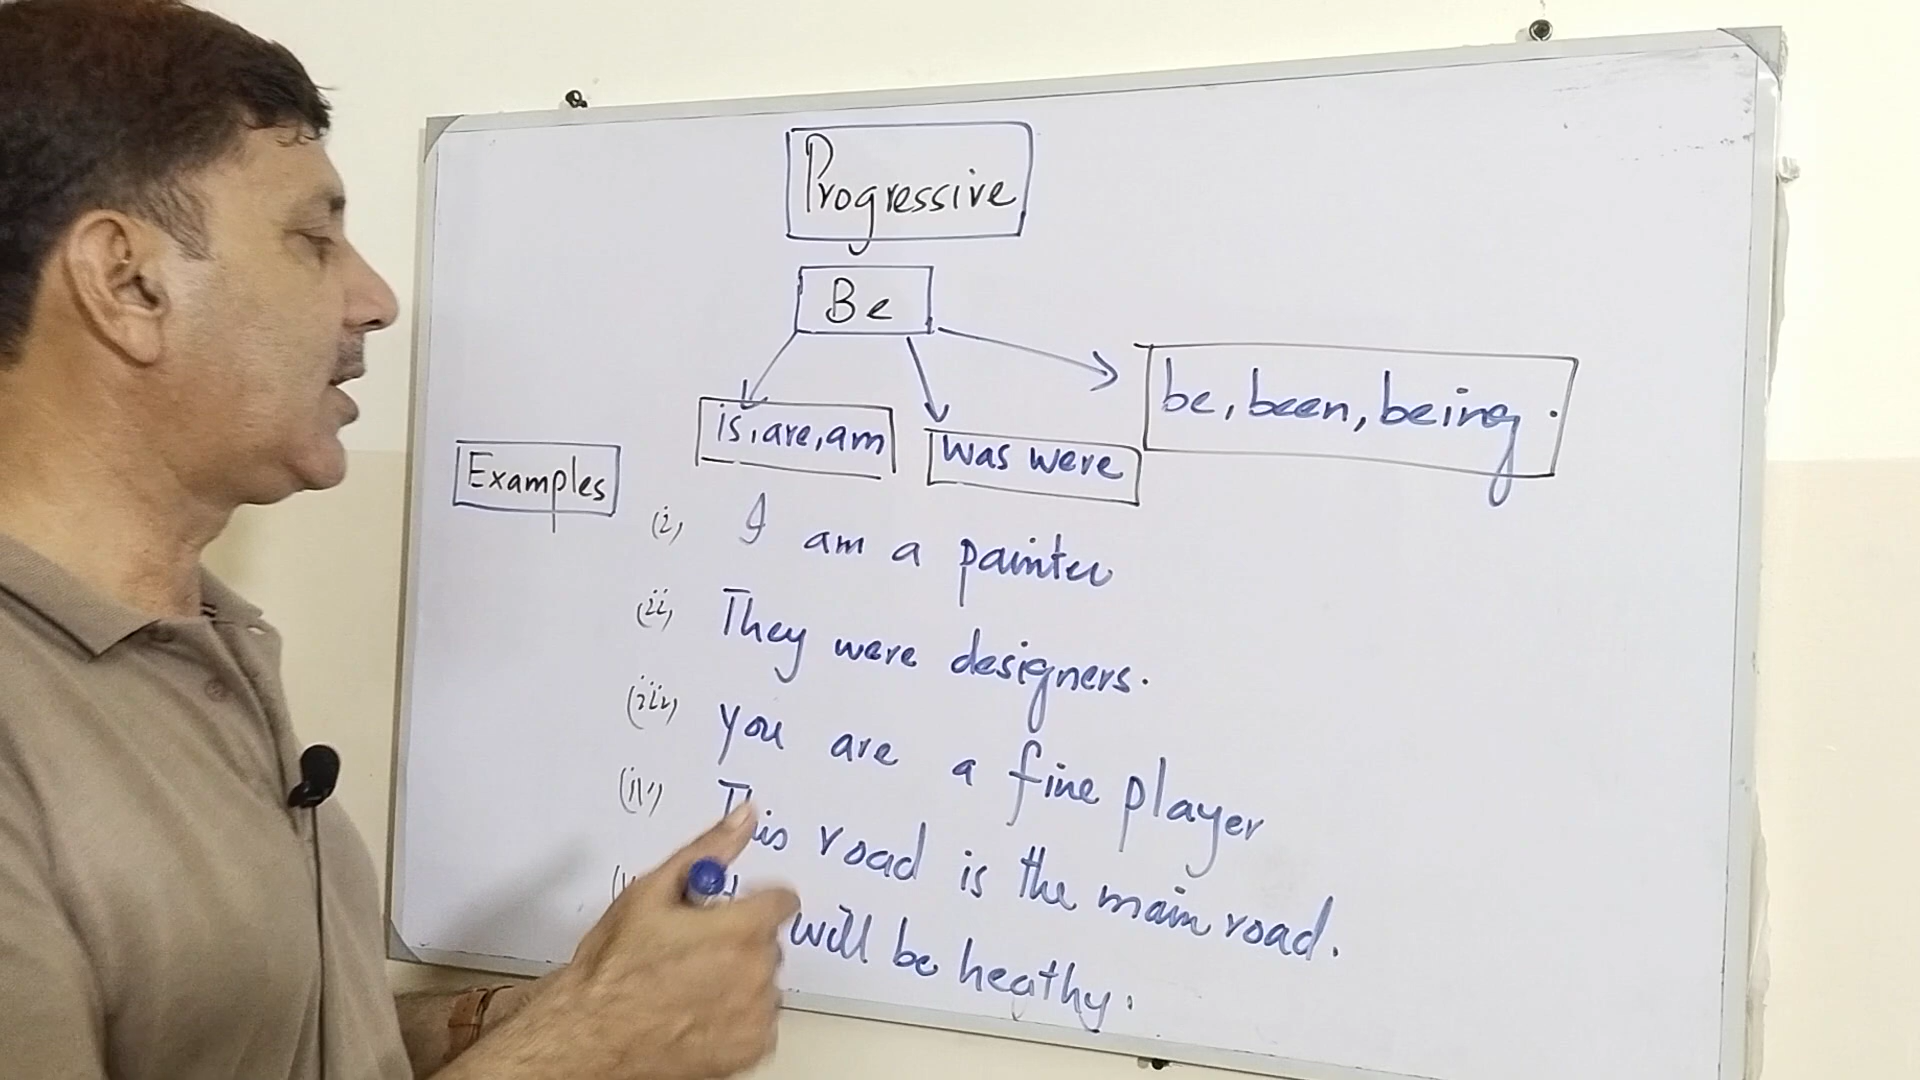 Progressive
Be
is, are, am
was were
be, been, being.
Examples
(i) I am a painter
(ii) They were designers.
(iii) you are a fine player
(iv) This road is the main road.
will be heathy.